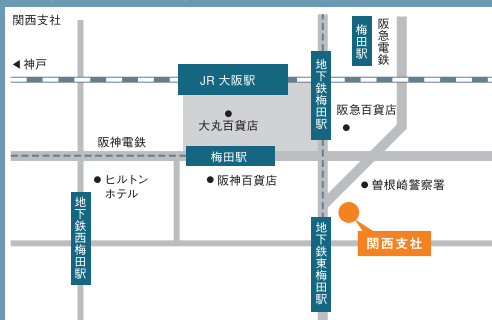 関西支社
神戸
JR 大阪駅
地下鉄梅田駅
梅田駅
阪急電鉄
大丸百貨店
阪急百貨店
阪神電鉄
梅田駅
ヒルトン
ホテル
阪神百貨店
曽根崎警察署
地下鉄西梅田駅
地下鉄東梅田駅
関西支社